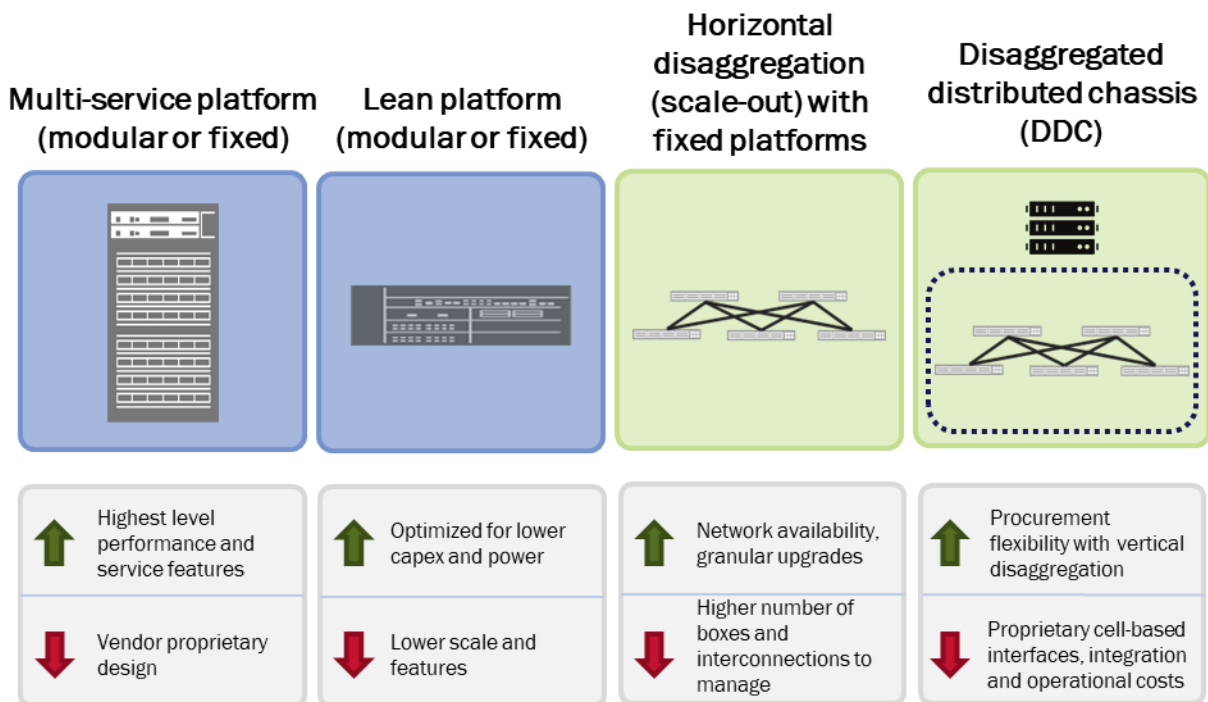 Multi-service platform
(modular or fixed)
Lean platform
(modular or fixed)
Horizontal
disaggregation
(scale-out) with
fixed platforms
Disaggregated
distributed chassis
(DDC)
Highest level
performance and
service features
Vendor proprietary
design
Optimized for lower
capex and power
Lower scale and
features
Network availability,
granular upgrades
Higher number of
boxes and
interconnections to
manage
Procurement
flexibility with vertical
disaggregation
Proprietary cell-based
interfaces, integration
and operational costs